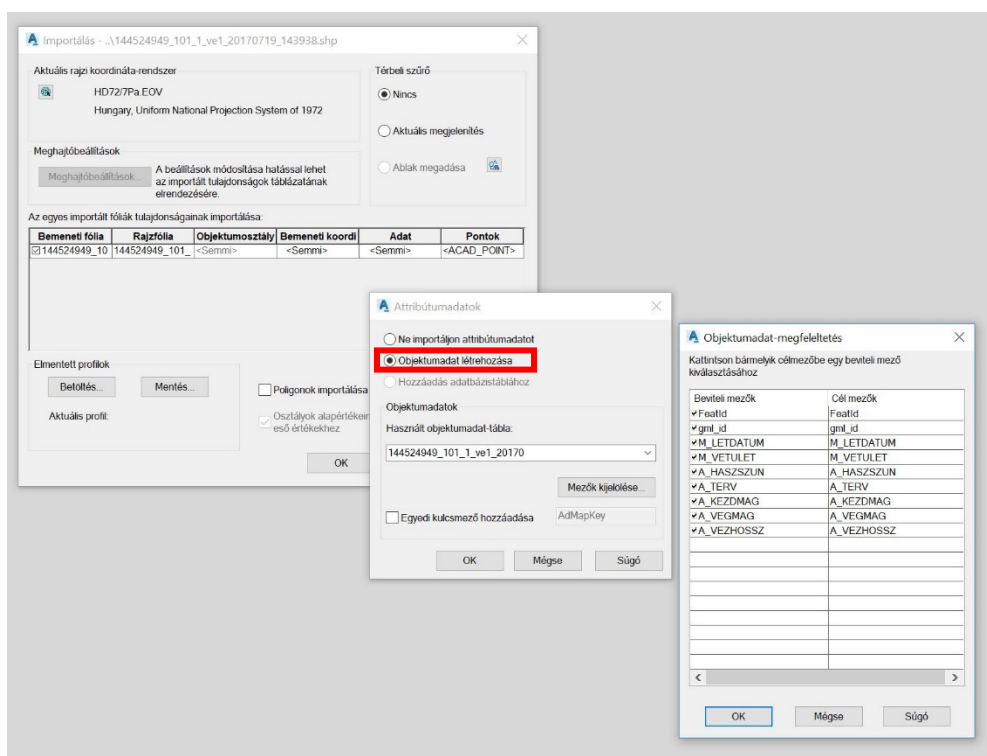 Importálás - ..\144524949_101_1_ve1_20170719_143938.shp
Aktuális rajzi koordináta-rendszer
HD72/7Pa.EOV
Hungary, Uniform National Projection System of 1972
Térbeli szűrő
Nincs
Aktuális megjelenítés
Ablak megadása
Meghajtóbeállítások
Meghajtóbeállítások...
A beállítások módosítása hatással lehet
az importált tulajdonságok táblázatának
elrendezésére.
Az egyes importált fóliák tulajdonságainak importálása:
Bemeneti fólia Rajzfólia Objektumosztály Bemeneti koordi Adat Pontok
144524949_10 144524949_101_ <Semmi> <Semmi> <Semmi> <ACAD_POINT>
Elmentett profilok
Betöltés... Mentés...
Aktuális profil:
Poligonok importálása
Osztályok alapértékein
eső értékekhez
OK
Attribútumadatok
Ne importáljon attribútumadatot
Objektumadat létrehozása
Hozzáadás adatbázistáblához
Objektumadatok
Használt objektumadat-tábla:
144524949_101_1_ve1_20170
Mezők kijelölése...
Egyedi kulcsmező hozzáadása AdMapKey
OK Mégse Súgó
Objektumadat-megfeleltetés
Kattintson bármelyik célmezőbe egy beviteli mező
kiválasztásához
Beviteli mezők Cél mezők
FeatId FeatId
gml_id gml_id
M_LETDATUM M_LETDATUM
M_VETULET M_VETULET
A_HASZSZUN A_HASZSZUN
A_TERV A_TERV
A_KEZDMAG A_KEZDMAG
A_VEGMAG A_VEGMAG
A_VEZHOSSZ A_VEZHOSSZ
OK Mégse Súgó